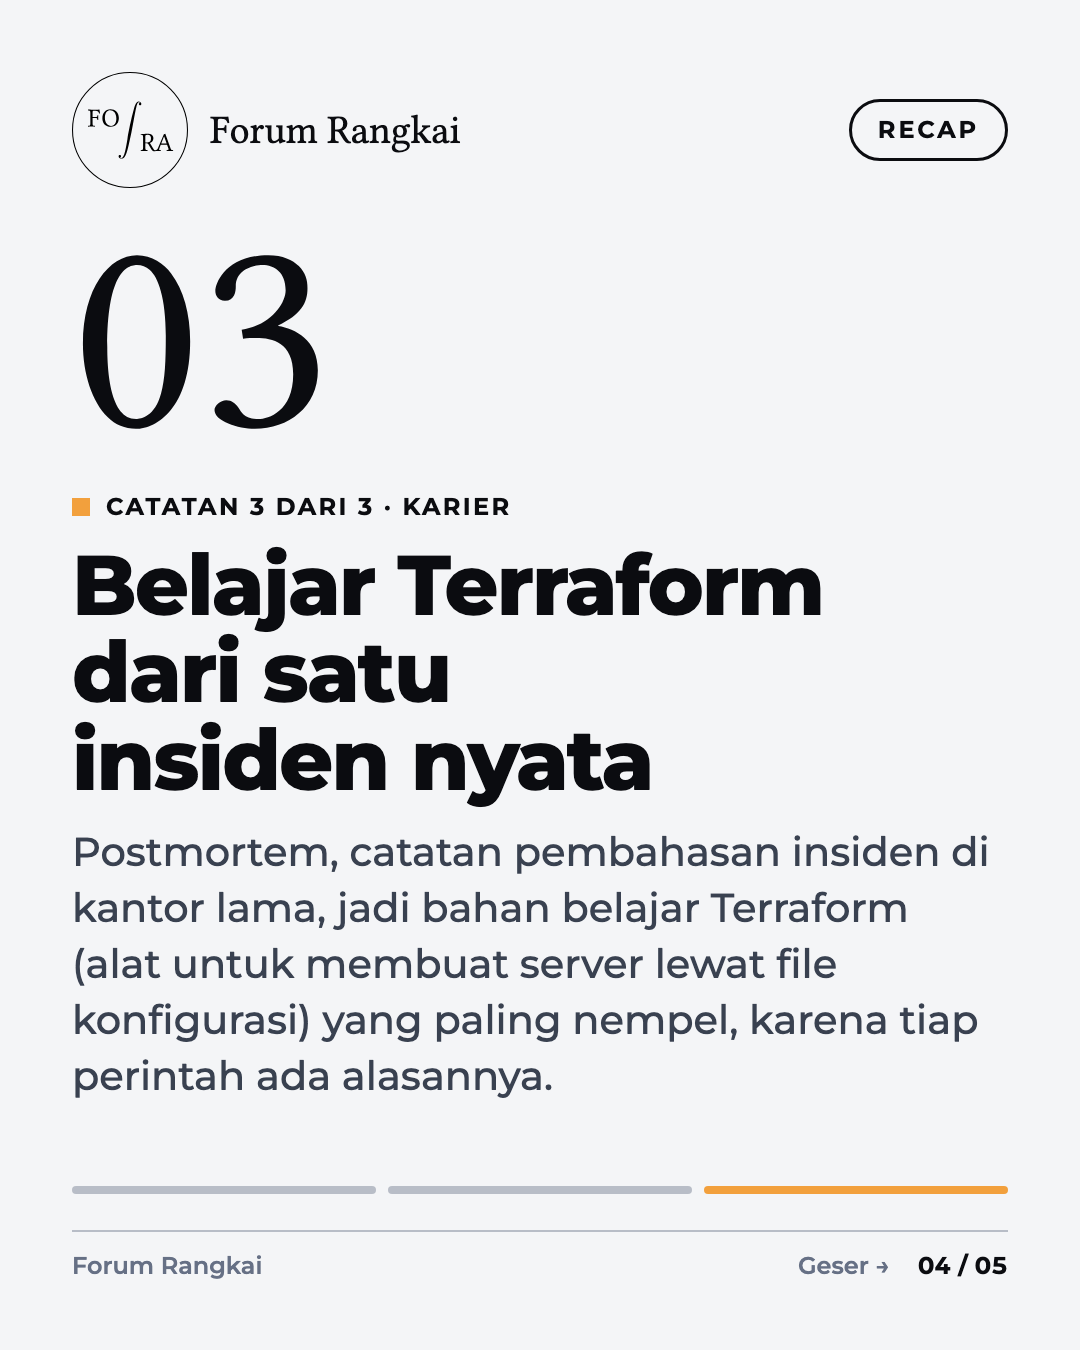 FO
RA
Forum Rangkai
RECAP
03
CATATAN 3 DARI 3 · KARIER
Belajar Terraform
dari satu
insiden nyata
Postmortem, catatan pembahasan insiden di
kantor lama, jadi bahan belajar Terraform
(alat untuk membuat server lewat file
konfigurasi) yang paling nempel, karena tiap
perintah ada alasannya.
Forum Rangkai
Geser → 04 / 05